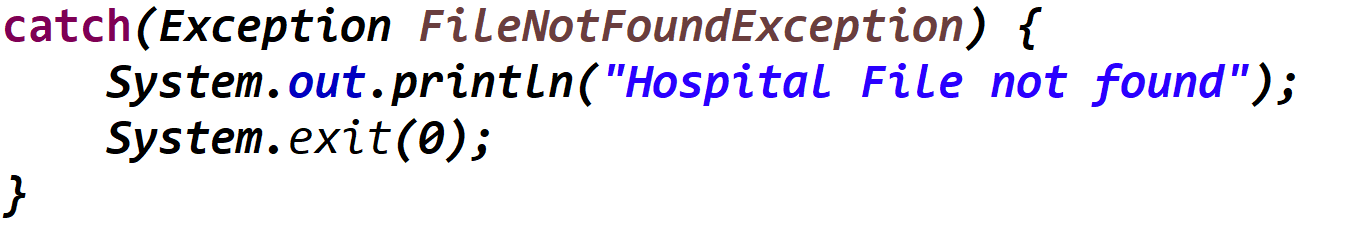 catch(Exception FileNotFoundException) {
    System.out.println("Hospital File not found");
    System.exit(0);
}